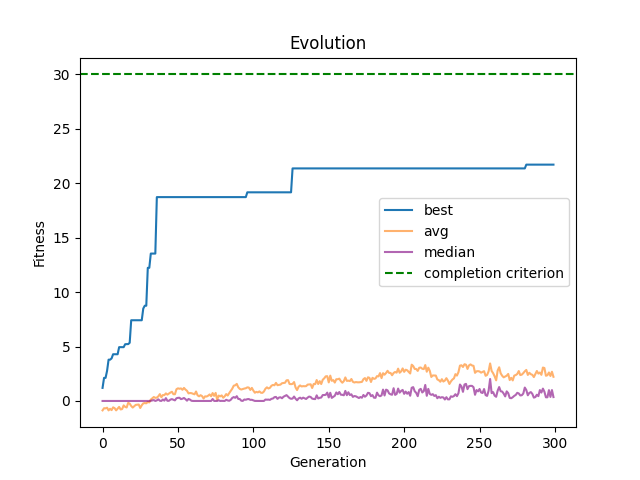 Evolution
Fitness
30
25
20
15
10
5
0
best
avg
median
completion criterion
0 50 100 150 200 250 300
Generation